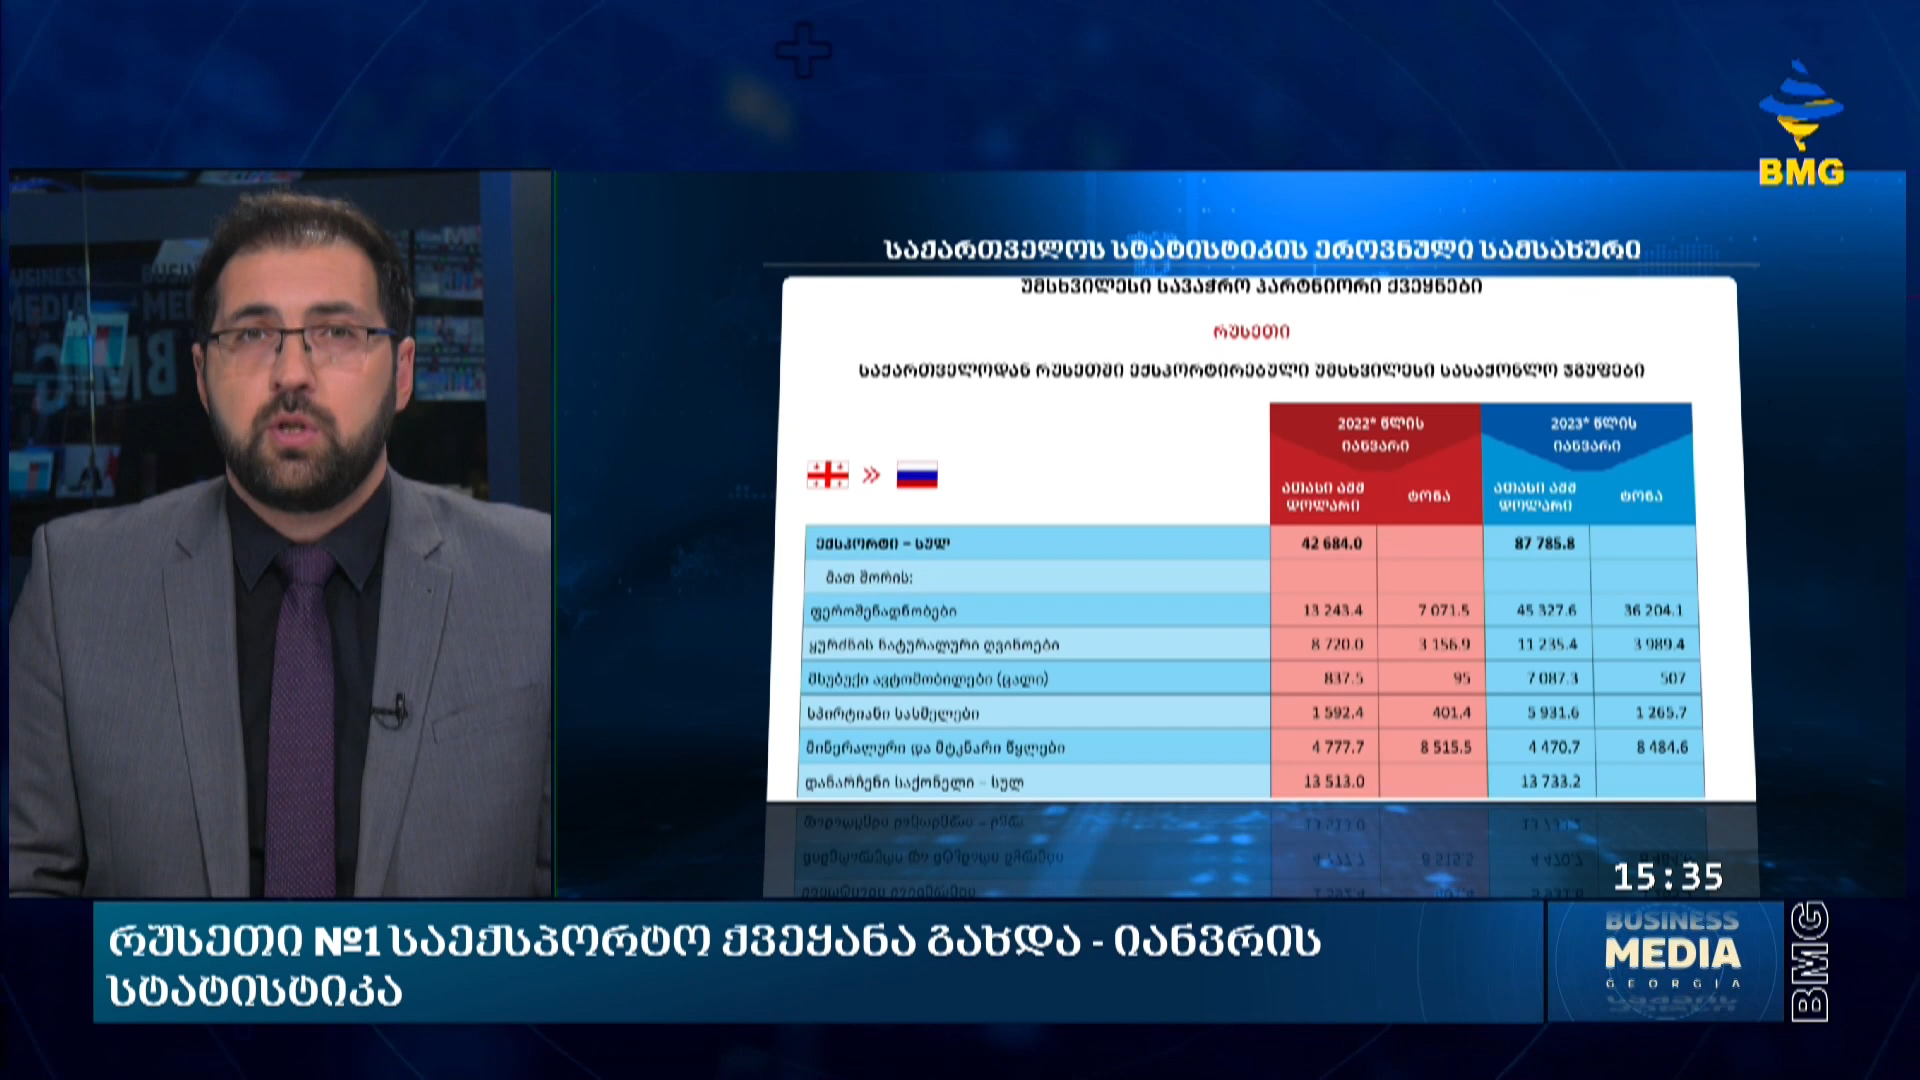 BMG
საქართველოს სტატისტიკის ეროვნული სამსახური
უმსხვილესი სავაჭრო პარტნიორი ქვეყნები
რუსეთი
საქართველოდან რუსეთში ექსპორტირებული უმსხვილესი სასაქონლო ჯგუფები
2022* წლის იანვარი 2023* წლის იანვარი
ათასი აშშ დოლარი ტონა ათასი აშშ დოლარი ტონა
ექსპორტი – სულ 42 684.0 87 785.8
მათ შორის:
ფეროშენადნობები 13 243.4 7 071.5 45 327.6 36 204.1
ყურძნის ნატურალური ღვინოები 8 720.0 3 156.9 11 235.4 3 989.4
მსუბუქი ავტომობილები (ცალი) 837.5 95 7 087.3 507
სპირტიანი სასმელები 1 592.4 401.4 5 931.6 1 265.7
მინერალური და მტკნარი წყლები 4 777.7 8 515.5 4 470.7 8 484.6
დანარჩენი საქონელი – სულ 13 513.0 13 733.2
15:35
რუსეთი №1 საექსპორტო ქვეყანა გახდა - იანვრის
სტატისტიკა
BUSINESS
MEDIA
GEORGIA
BMG